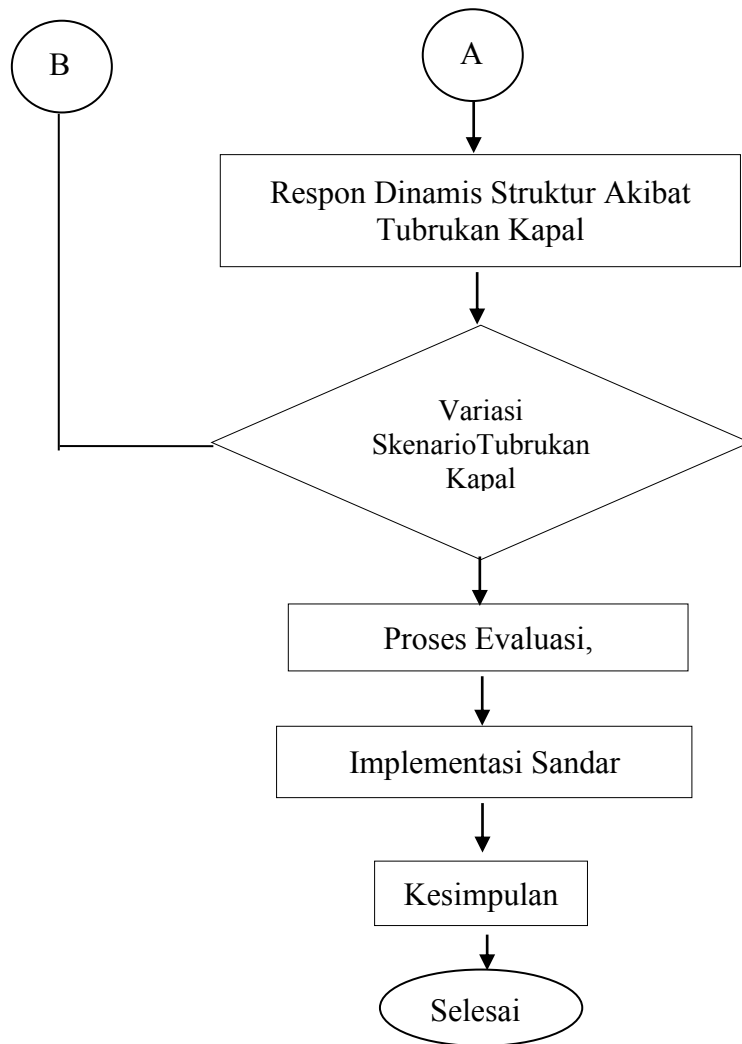 B
A
Respon Dinamis Struktur Akibat
Tubrukan Kapal
Variasi
SkenarioTubrukan
Kapal
Proses Evaluasi,
Implementasi Sandar
Kesimpulan
Selesai